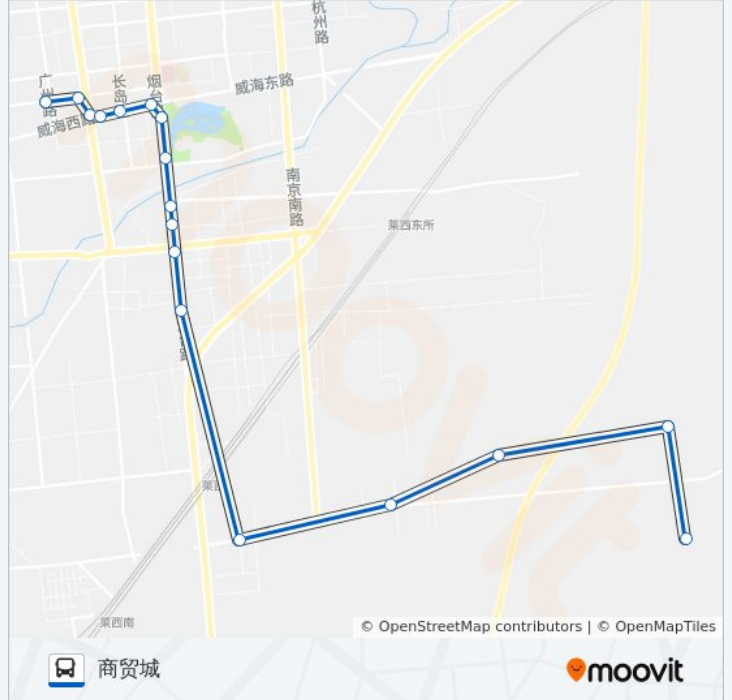 杭州路
广州路
长岛
烟台
威海东路
威海西路
南京南路
莱西东所
莱西南
© OpenStreetMap contributors | © OpenMapTiles
商贸城
moovit